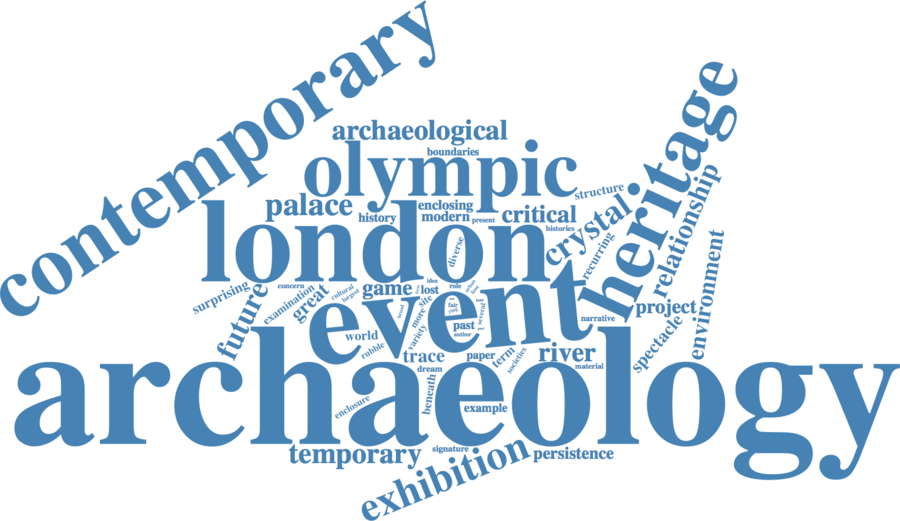 contemporary
archaeological
boundaries
olympic
heritage
structure
relationship
palace
enclosing
history
modern
present
critical
histories
crystal
london
diverse
recurring
environment
surprising
concern
examination
great
cultural
largest
game
lost
role
future
event
more
site
broad
fair
past
author
several
narrative
project
spectacle
world
rubble
variety
trace
dream
paper
term
societies
river
material
archaeology
enclosure
beneath
example
temporary
signature
exhibition
persistence